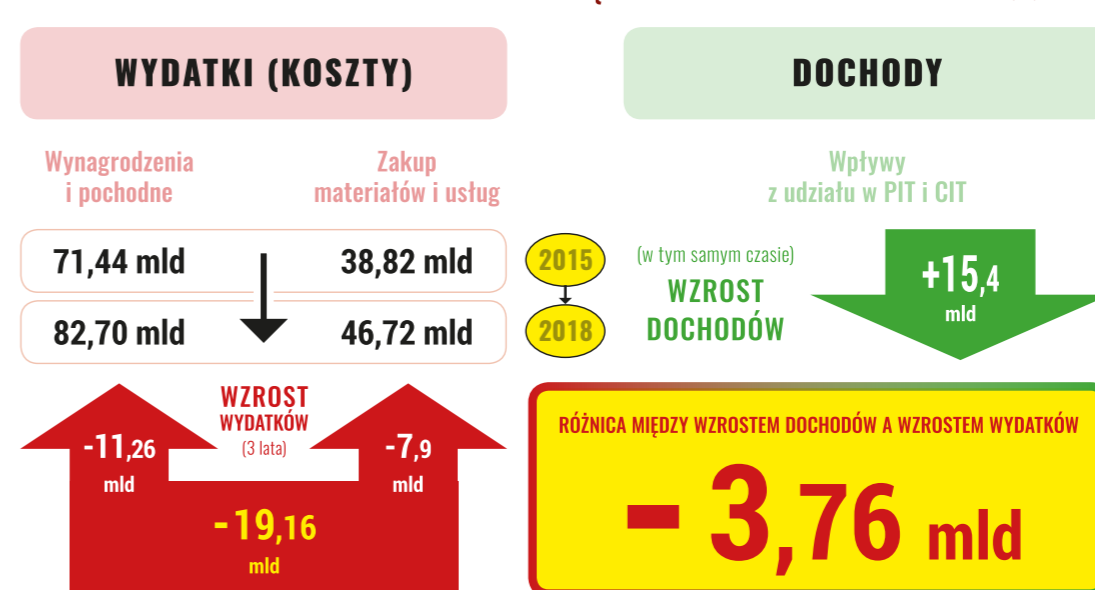 WYDATKI (KOSZTY)
DOCHODY
Wynagrodzenia
i pochodne
Zakup
materiałów i usług
Wpływy
z udziału w PIT i CIT
71,44 mld
38,82 mld
2015
82,70 mld
46,72 mld
2018
(w tym samym czasie)
WZROST
DOCHODÓW
+15,4
mld
WZROST
WYDATKÓW
(3 lata)
-11,26
mld
-7,9
mld
-19,16
mld
RÓŻNICA MIĘDZY WZROSTEM DOCHODÓW A WZROSTEM WYDATKÓW
- 3,76 mld